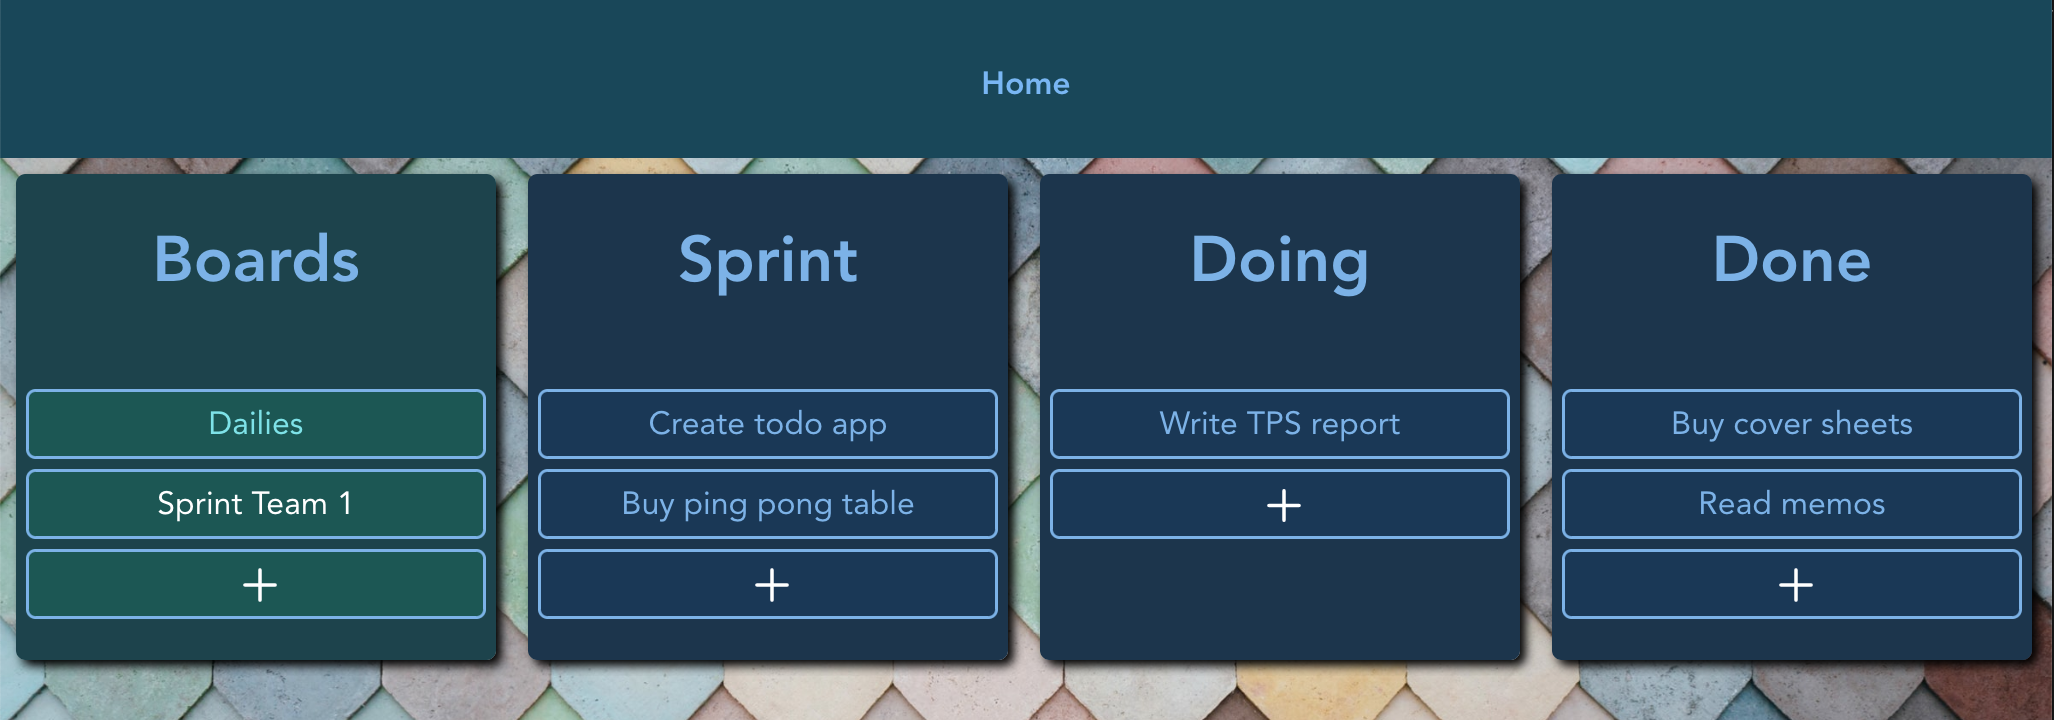 Home
Boards
Dailies
Sprint Team 1
+
Sprint
Create todo app
Buy ping pong table
+
Doing
Write TPS report
+
Done
Buy cover sheets
Read memos
+